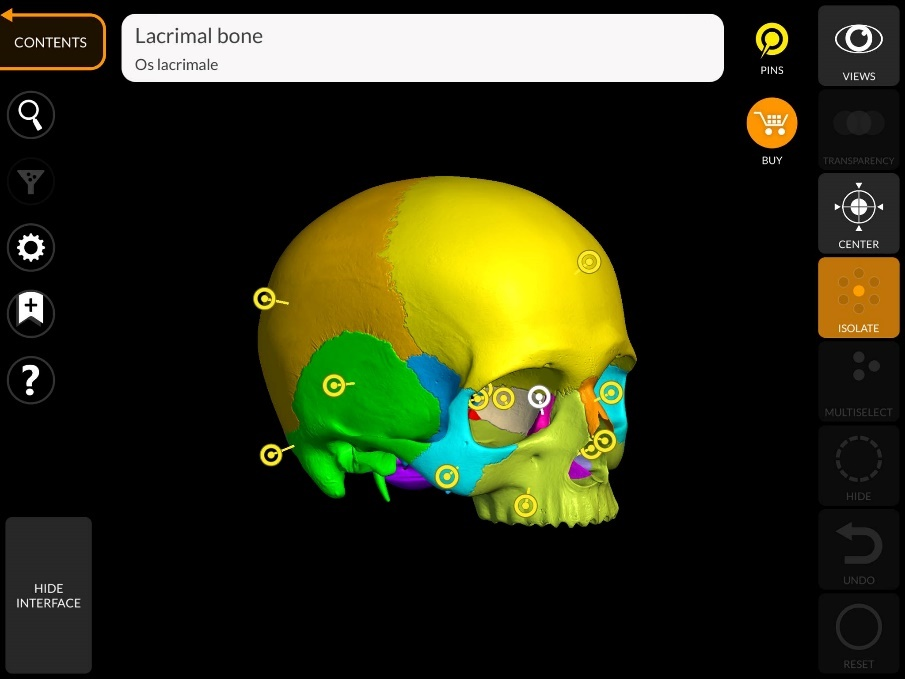 CONTENTS
Lacrimal bone
Os lacrimale
PINS
BUY
VIEWS
TRANSPARENCY
CENTER
ISOLATE
MULTISELECT
HIDE
UNDO
RESET
HIDE
INTERFACE